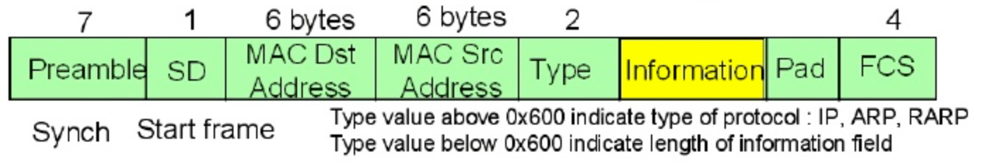 7 1 6 bytes 6 bytes 2 4
Preamble SD MAC Dst Address MAC Src Address Type Information Pad FCS
Synch Start frame
Type value above 0x600 indicate type of protocol : IP, ARP, RARP
Type value below 0x600 indicate length of information field